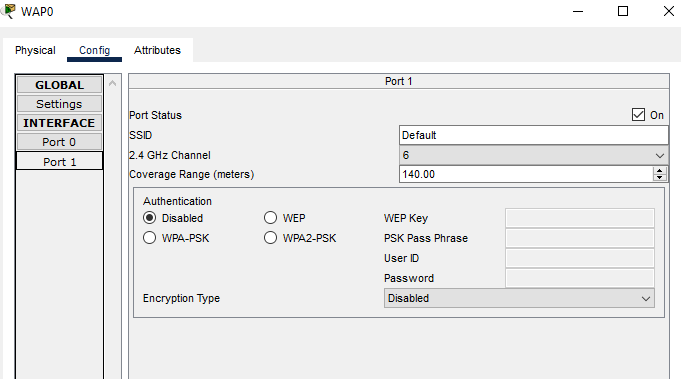 WAP0
Physical Config Attributes
GLOBAL
Settings
INTERFACE
Port 0
Port 1
Port 1
Port Status On
SSID Default
2.4 GHz Channel 6
Coverage Range (meters) 140.00
Authentication
Disabled WEP WEP Key
WPA-PSK WPA2-PSK PSK Pass Phrase
User ID
Password
Encryption Type Disabled